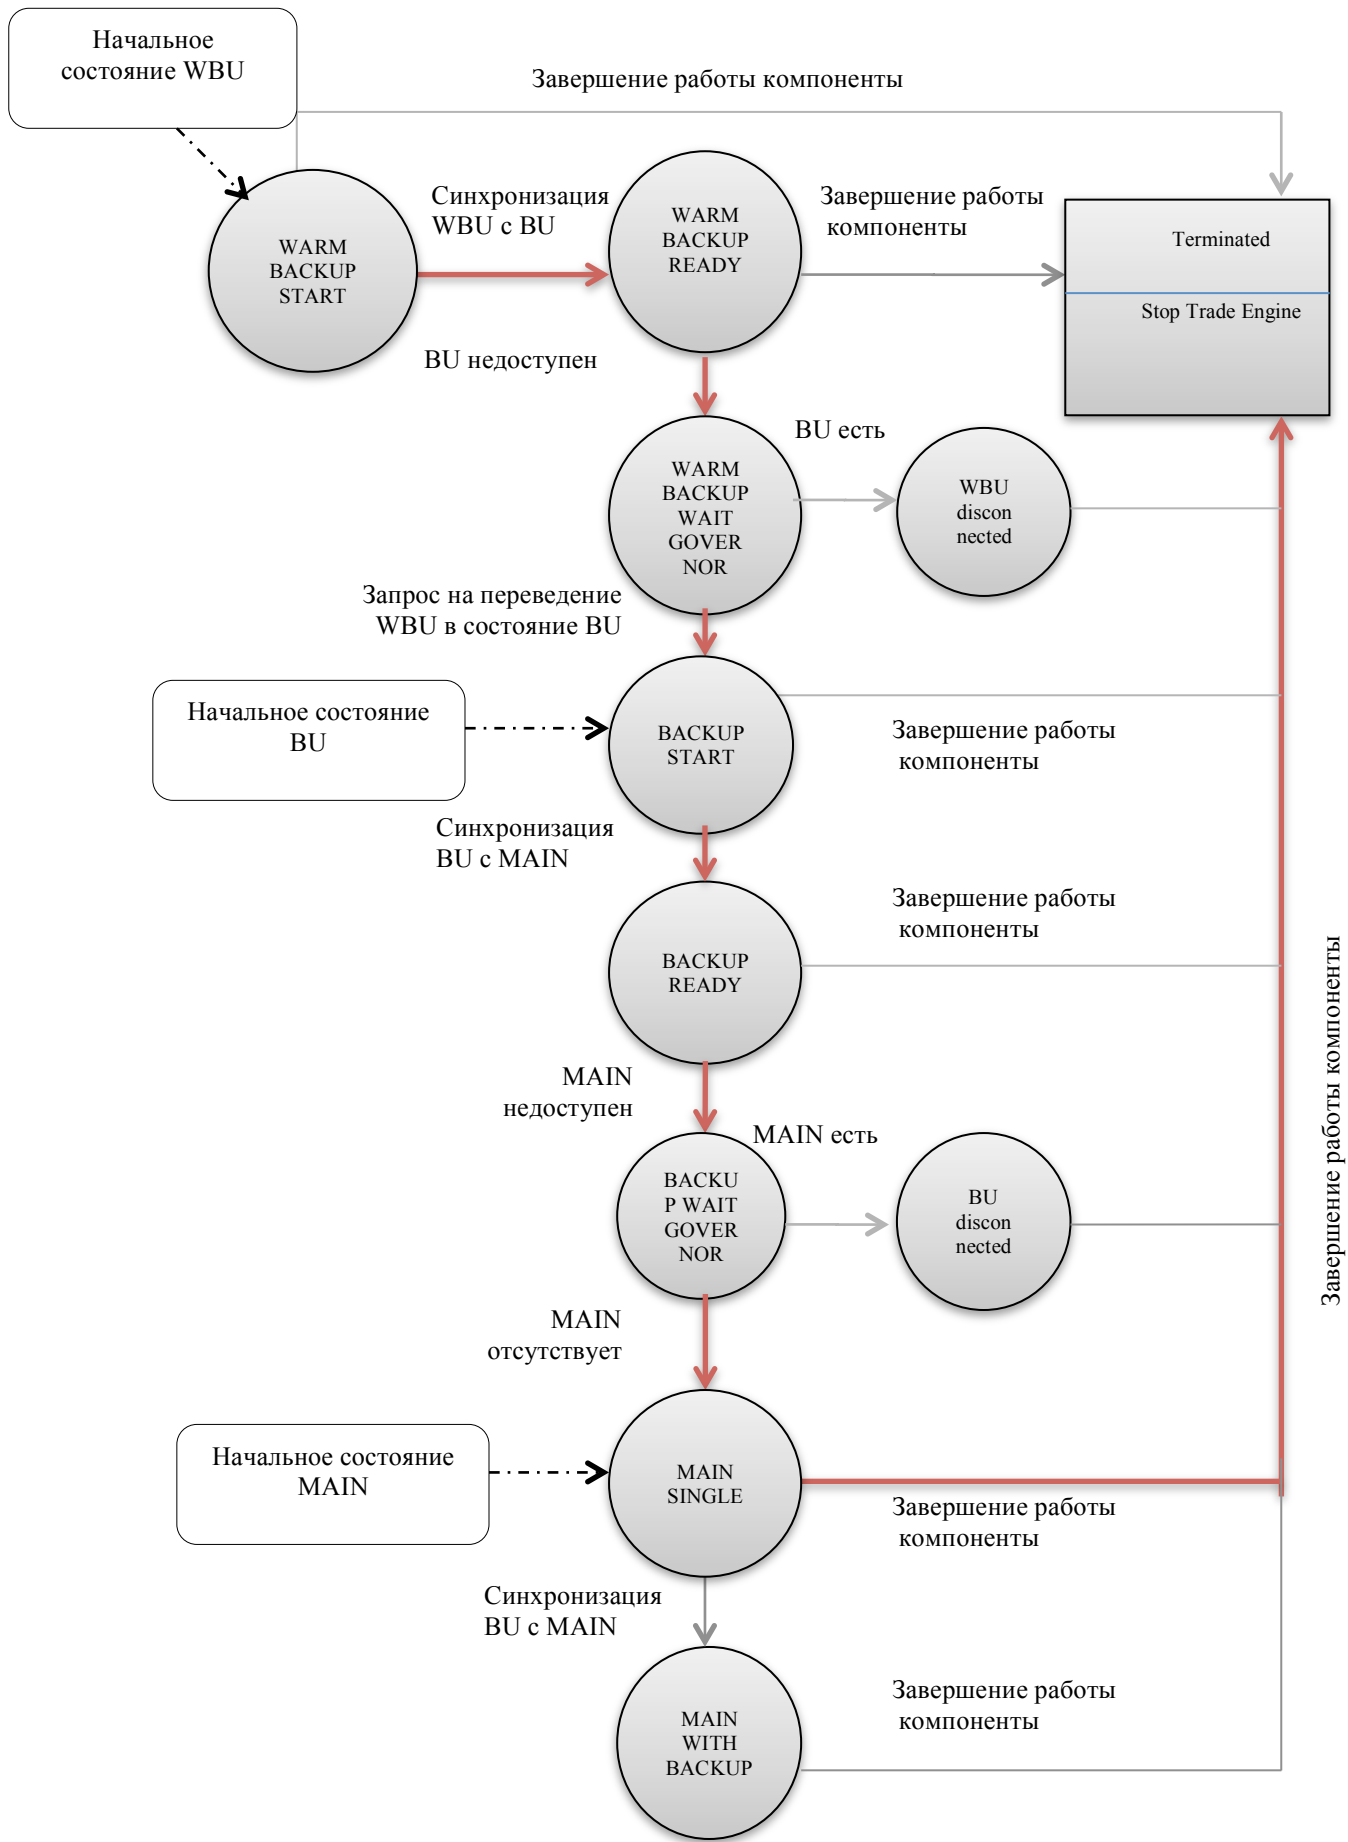 Начальное
состояние WBU
Завершение работы компоненты
Синхронизация
WBU с BU
WARM
BACKUP
READY
Завершение работы
компоненты
Terminated
Stop Trade Engine
WARM
BACKUP
START
BU недоступен
BU есть
WARM
BACKUP
WAIT
GOVER
NOR
WBU
discon
nected
Запрос на переведение
WBU в состояние BU
Начальное состояние
BU
BACKUP
START
Завершение работы
компоненты
Синхронизация
BU с MAIN
BACKUP
READY
Завершение работы
компоненты
Завершение работы компоненты
MAIN
недоступен
MAIN есть
BACKU
P WAIT
GOVER
NOR
BU
discon
nected
MAIN
отсутствует
Начальное состояние
MAIN
MAIN
SINGLE
Завершение работы
компоненты
Синхронизация
BU с MAIN
MAIN
WITH
BACKUP
Завершение работы
компоненты